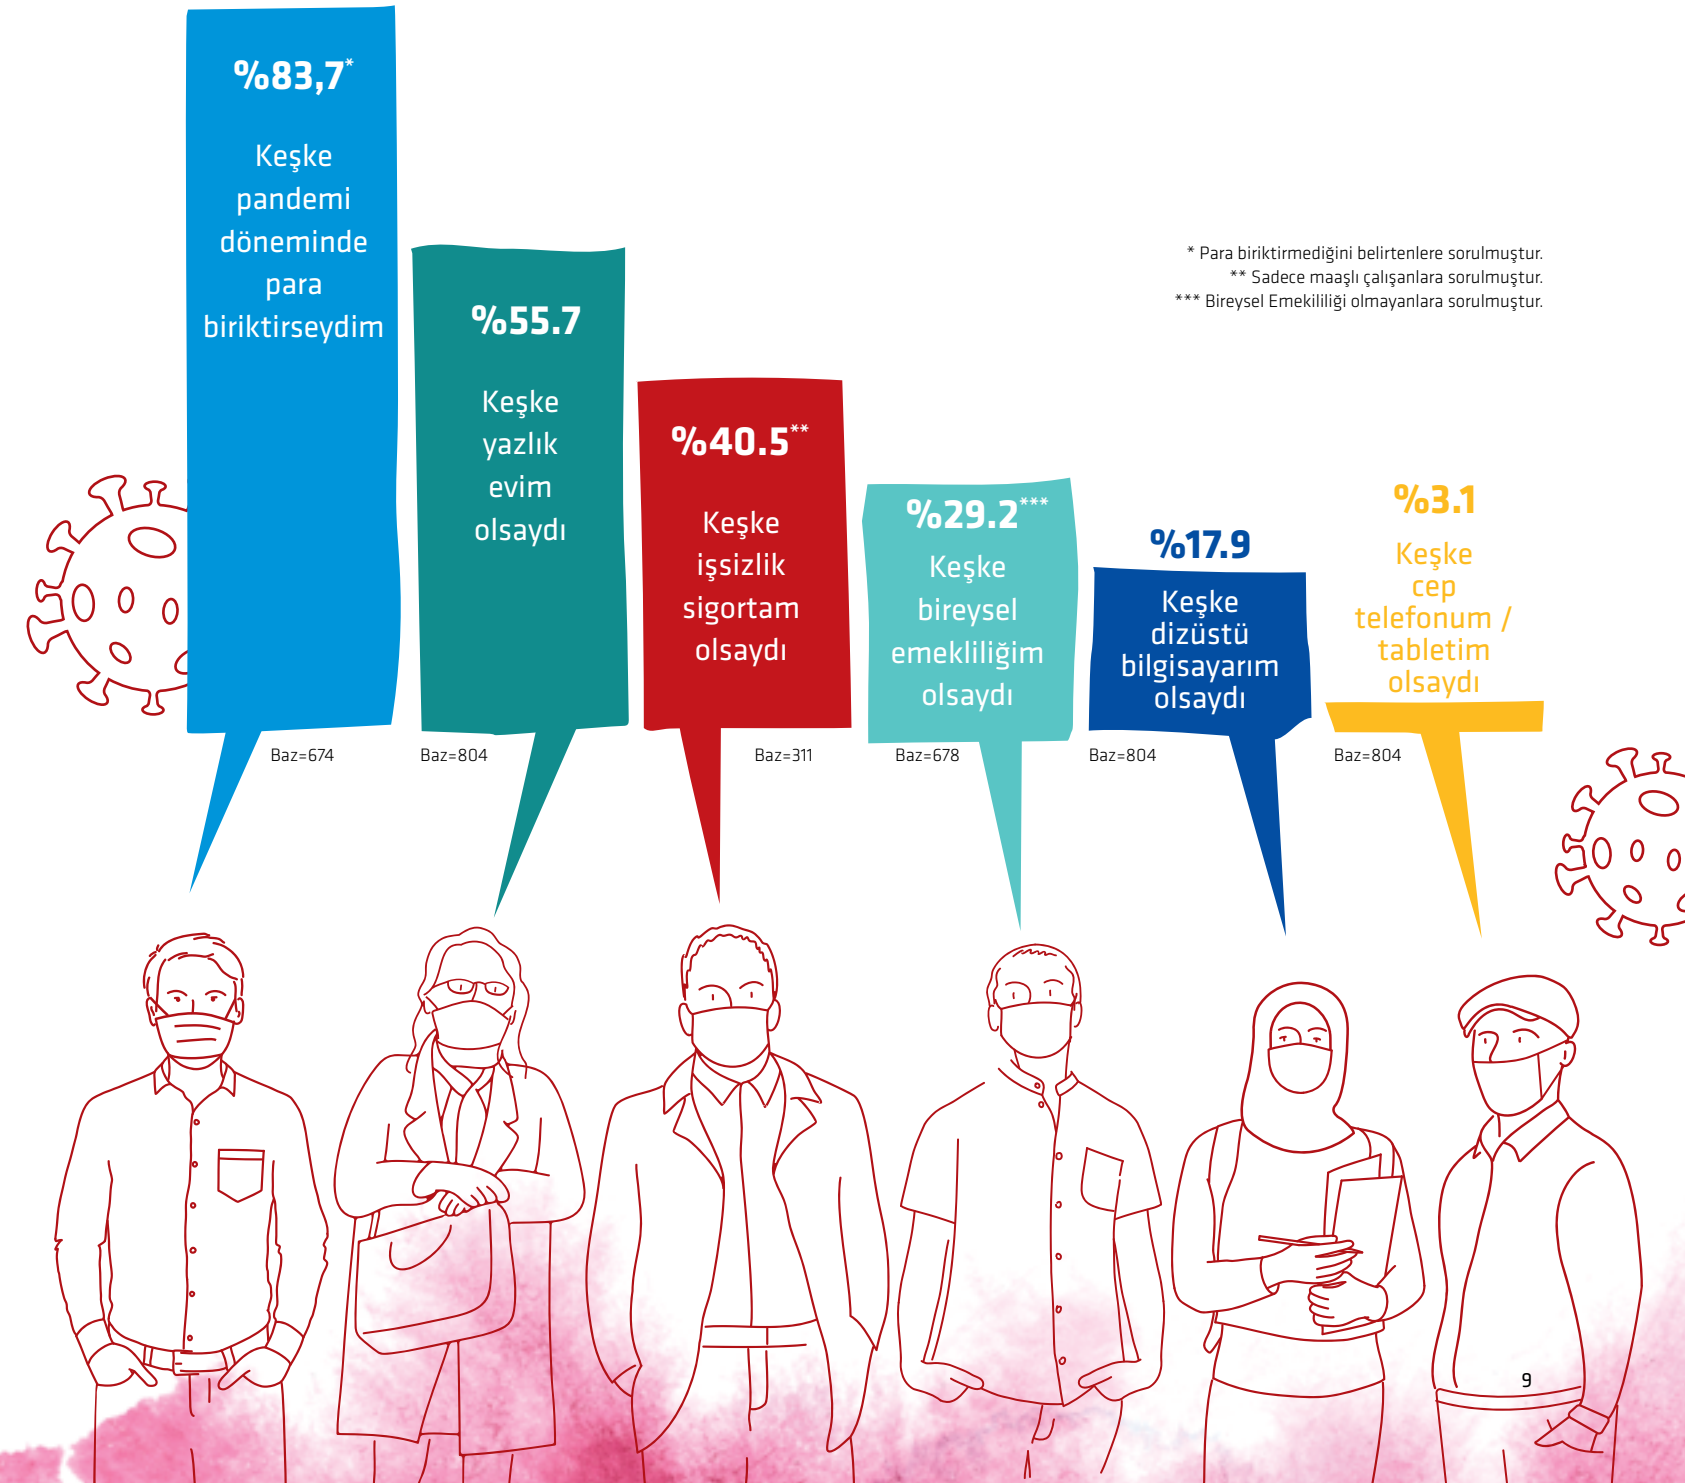 %83,7*
Keşke
pandemi
döneminde
para
biriktirseydim
Baz=674
%55.7
Keşke
yazlık
evim
olsaydı
Baz=804
%40.5**
Keşke
işsizlik
sigortam
olsaydı
Baz=311
%29.2***
Keşke
bireysel
emekliliğim
olsaydı
Baz=678
%17.9
Keşke
dizüstü
bilgisayarım
olsaydı
Baz=804
%3.1
Keşke
cep
telefonum /
tabletim
olsaydı
Baz=804
* Para biriktirmediğini belirtenlere sorulmuştur.
** Sadece maaşlı çalışanlara sorulmuştur.
*** Bireysel Emekililiği olmayanlara sorulmuştur.
9